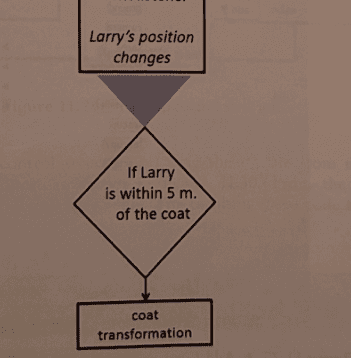 Larry's position
changes
If Larry
is within 5 m.
of the coat
coat
transformation